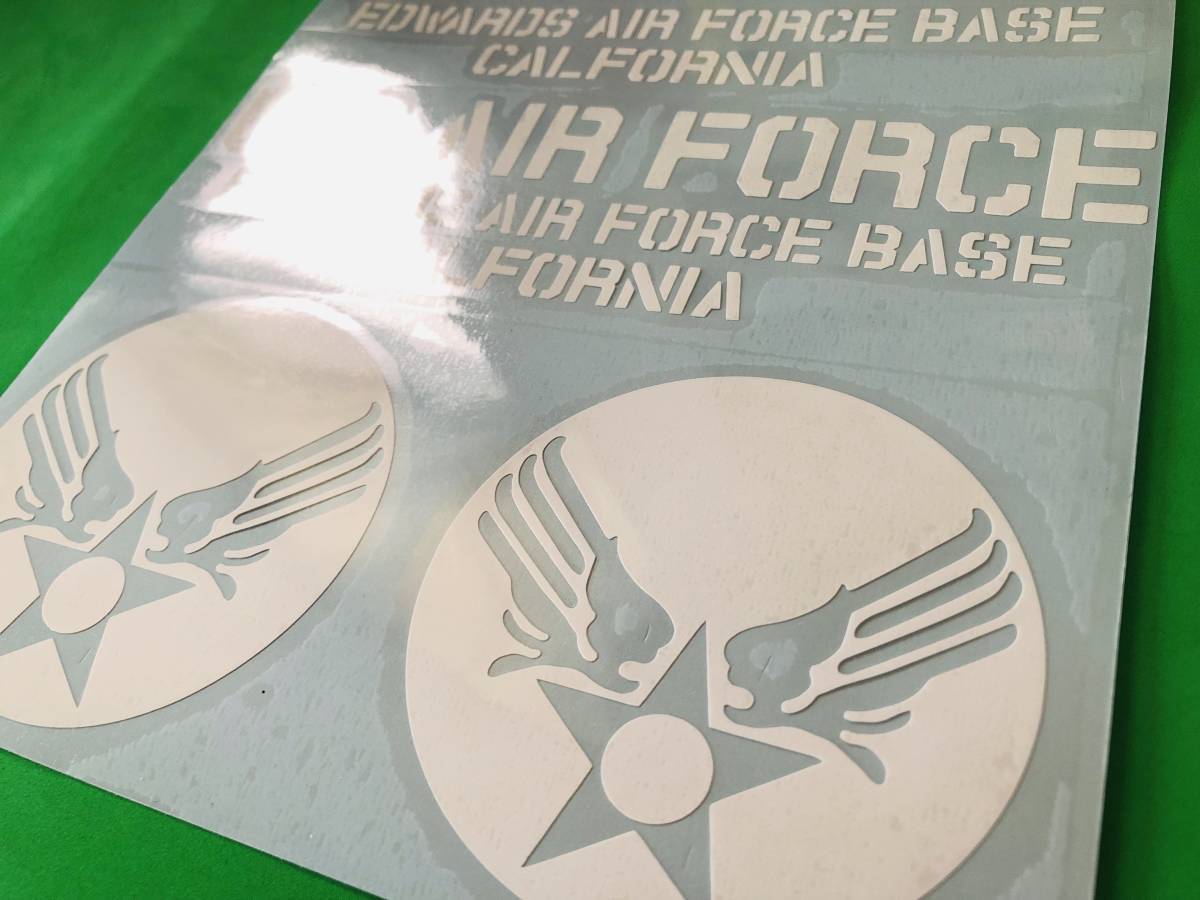 EDWARDS AIR FORCE BASE
CALFORNIA
AIR FORCE
AIR FORCE BASE
FORNIA